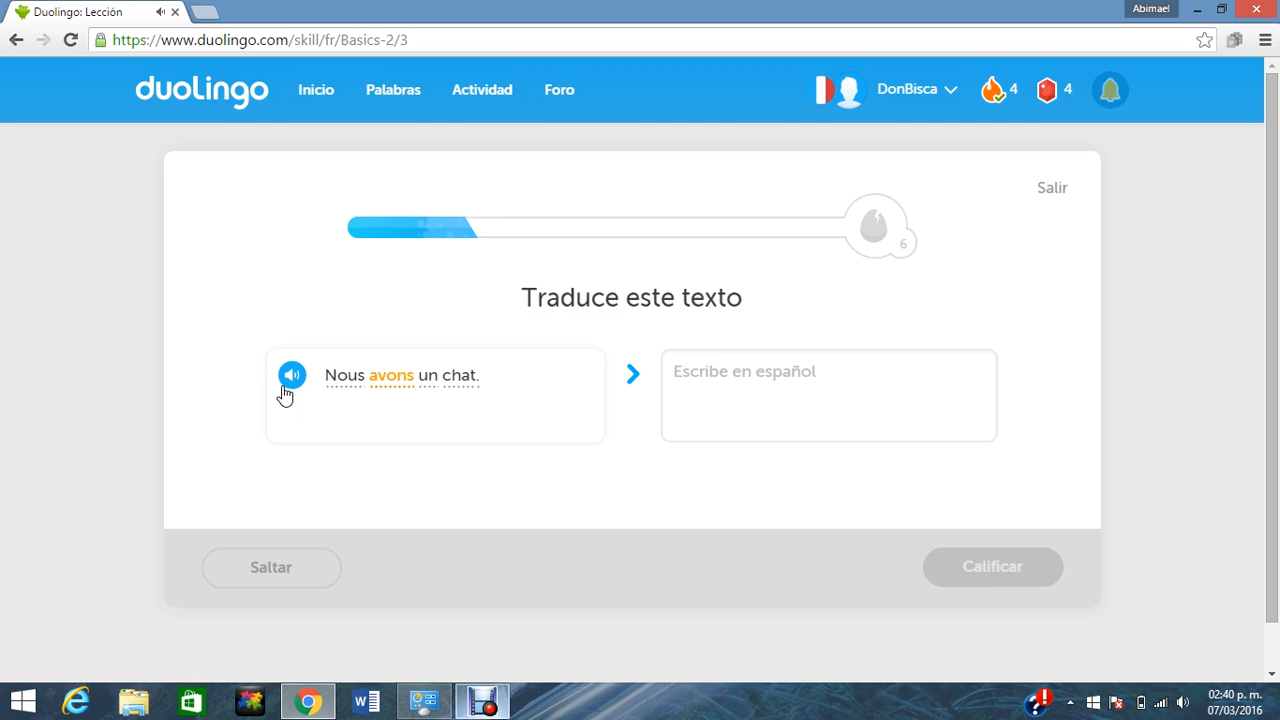 Duolingo: Lección
Abimael
https://www.duolingo.com/skill/fr/Basics-2/3
duolingo
Inicio
Palabras
Actividad
Foro
DonBisca
4
4
Salir
6
Traduce este texto
Nous avons un chat.
Escribe en español
Saltar
Calificar
02:40 p. m.
07/03/2016